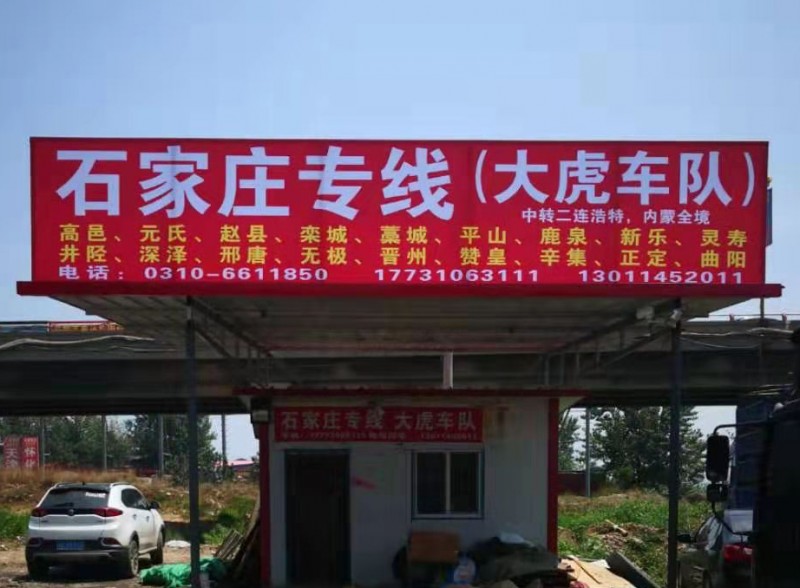 石家庄专线(大虎车队)
中转二连浩特,内蒙全境
高邑、元氏、赵县、栾城、藁城、平山、鹿泉、新乐、灵寿
井陉、深泽、邢唐、无极、晋州、赞皇、辛集、正定、曲阳
电话:0310-6611850 17731063111 13011452011
石家庄专线 大虎车队